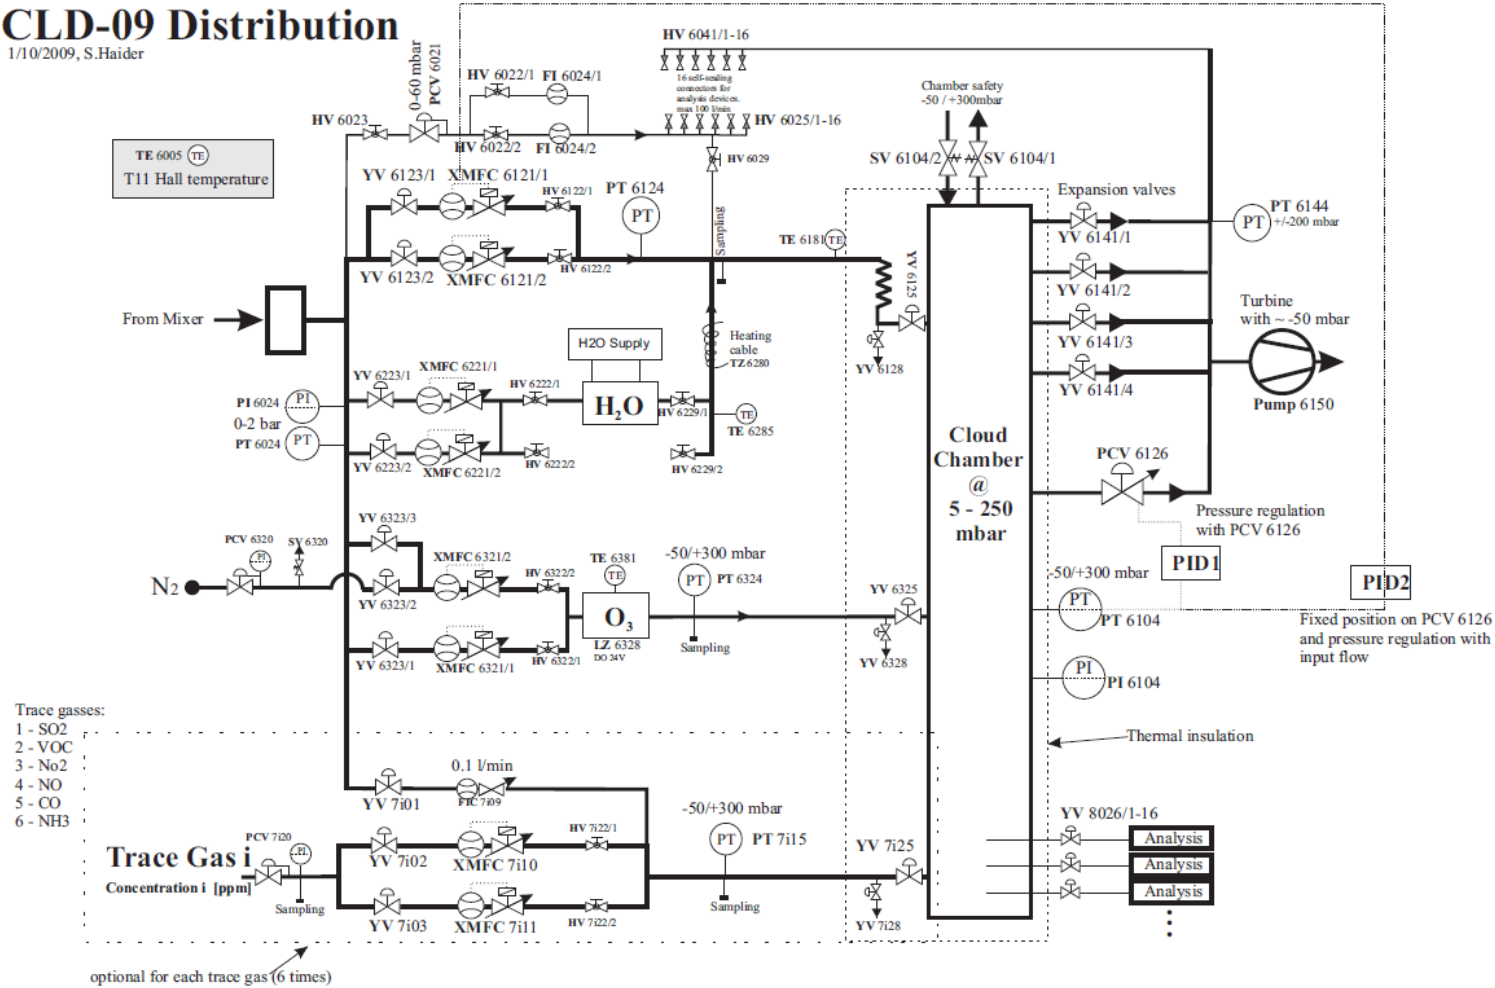 CLD-09 Distribution
1/10/2009, S.Haider
TE 6005 TE
T11 Hall temperature
HV 6023
0-60 mbar
PCV 6021
HV 6022/1
FI 6024/1
HV 6022/2
FI 6024/2
HV 6041/1-16
16 self-sealing
connectors for
analysis devices.
max 100 l/min
HV 6025/1-16
HV 6029
Chamber safety
-50 / +300mbar
SV 6104/2
SV 6104/1
YV 6123/1
XMFC 6121/1
HV 6122/1
PT 6124
PT
YV 6123/2
XMFC 6121/2
HV 6122/2
Sampling
TE 6181 TE
YV 6125
YV 6128
Expansion valves
YV 6141/1
YV 6141/2
YV 6141/3
YV 6141/4
PT
PT 6144
+/-200 mbar
Turbine
with ~ -50 mbar
Pump 6150
From Mixer
H2O Supply
Heating
cable
TZ 6280
YV 6223/1
XMFC 6221/1
HV 6222/1
H2O
HV 6229/1
TE
TE 6285
PI 6024
PI
0-2 bar
PT 6024
PT
YV 6223/2
XMFC 6221/2
HV 6222/2
HV 6229/2
Cloud
Chamber
@
5 - 250
mbar
PCV 6126
Pressure regulation
with PCV 6126
PID1
PID2
Fixed position on PCV 6126
and pressure regulation with
input flow
-50/+300 mbar
PT
PT 6104
PI
PI 6104
Thermal insulation
YV 6323/3
PCV 6320
PI
SV 6320
N2
YV 6323/2
XMFC 6321/2
HV 6322/2
TE 6381
TE
O3
LZ 6328
DO 24V
YV 6323/1
XMFC 6321/1
HV 6322/1
-50/+300 mbar
PT
PT 6324
Sampling
YV 6325
YV 6328
Trace gasses:
1 - SO2
2 - VOC
3 - No2
4 - NO
5 - CO
6 - NH3
0.1 l/min
YV 7i01
FIC 7i09
PCV 7i20
PI
Trace Gas i
Concentration i [ppm]
Sampling
YV 7i02
XMFC 7i10
HV 7i22/1
YV 7i03
XMFC 7i11
HV 7i22/2
-50/+300 mbar
PT
PT 7i15
Sampling
YV 7i25
YV 7i28
YV 8026/1-16
Analysis
Analysis
Analysis
optional for each trace gas (6 times)